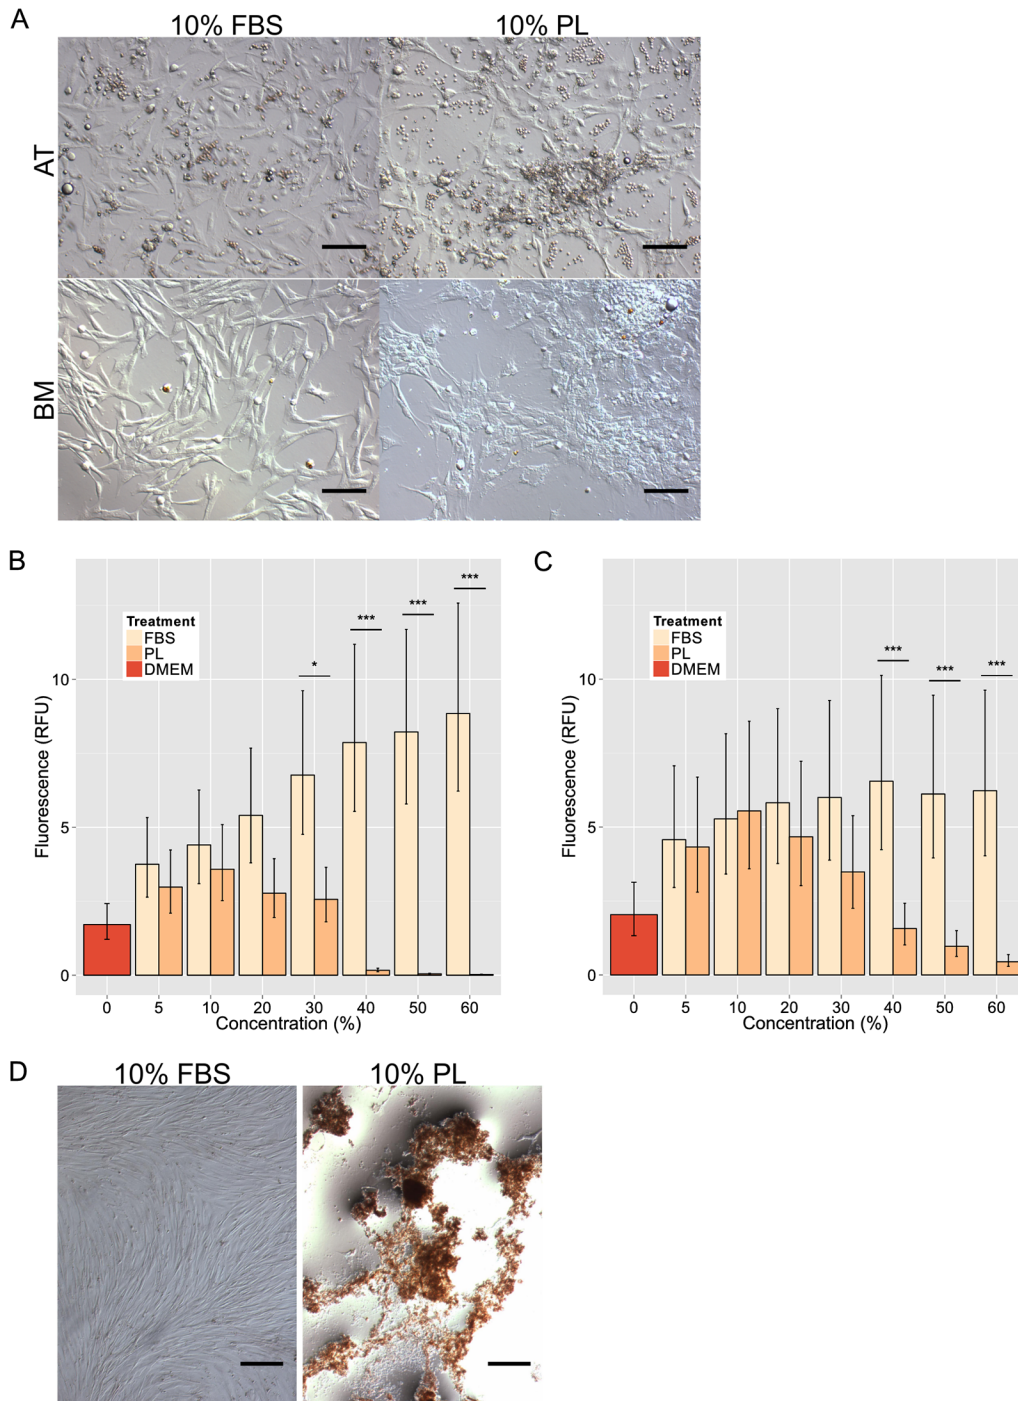 A
10% FBS
10% PL
AT
BM
B
Fluorescence (RFU)
10
5
0
Treatment
FBS
PL
DMEM
*
***
***
***
0 5 10 20 30 40 50 60
Concentration (%)
C
Fluorescence (RFU)
10
5
0
Treatment
FBS
PL
DMEM
***
***
***
0 5 10 20 30 40 50 60
Concentration (%)
D
10% FBS
10% PL